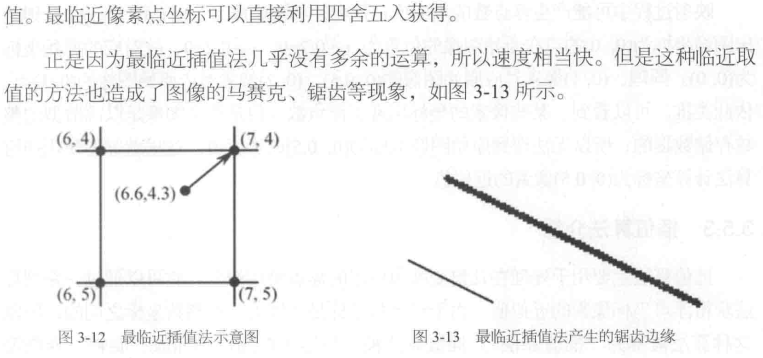 值。最临近像素点坐标可以直接利用四舍五入获得。
正是因为最临近插值法几乎没有多余的运算，所以速度相当快。但是这种临近取
值的方法也造成了图像的马赛克、锯齿等现象，如图 3-13 所示。
(6, 4)
(7, 4)
(6.6,4.3)
(6, 5)
(7, 5)
图 3-12 最临近插值法示意图
图 3-13 最临近插值法产生的锯齿边缘